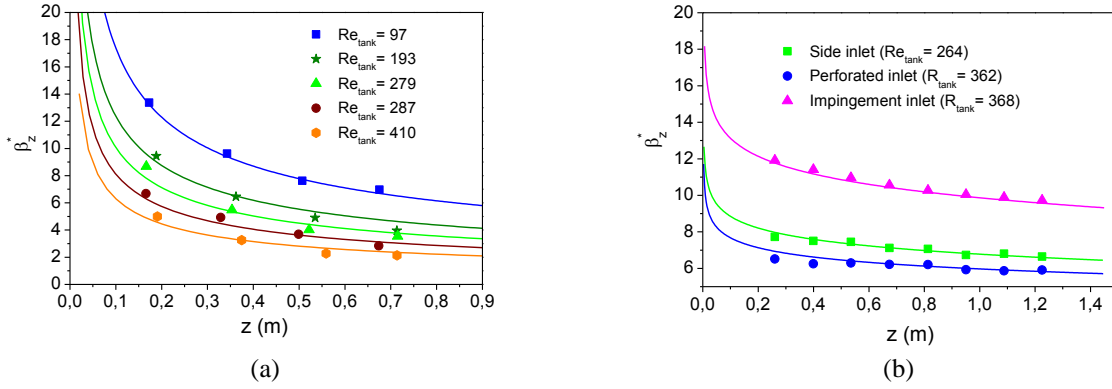 20
18
16
14
12
10
8
6
4
2
0
β*z
0,0 0,1 0,2 0,3 0,4 0,5 0,6 0,7 0,8 0,9
z (m)
Retank= 97
Retank= 193
Retank= 279
Retank= 287
Retank= 410
(a)
20
18
16
14
12
10
8
6
β*z
0,0 0,2 0,4 0,6 0,8 1,0 1,2 1,4
z (m)
Side inlet (Retank= 264)
Perforated inlet (Rtank= 362)
Impingement inlet (Rtank= 368)
(b)